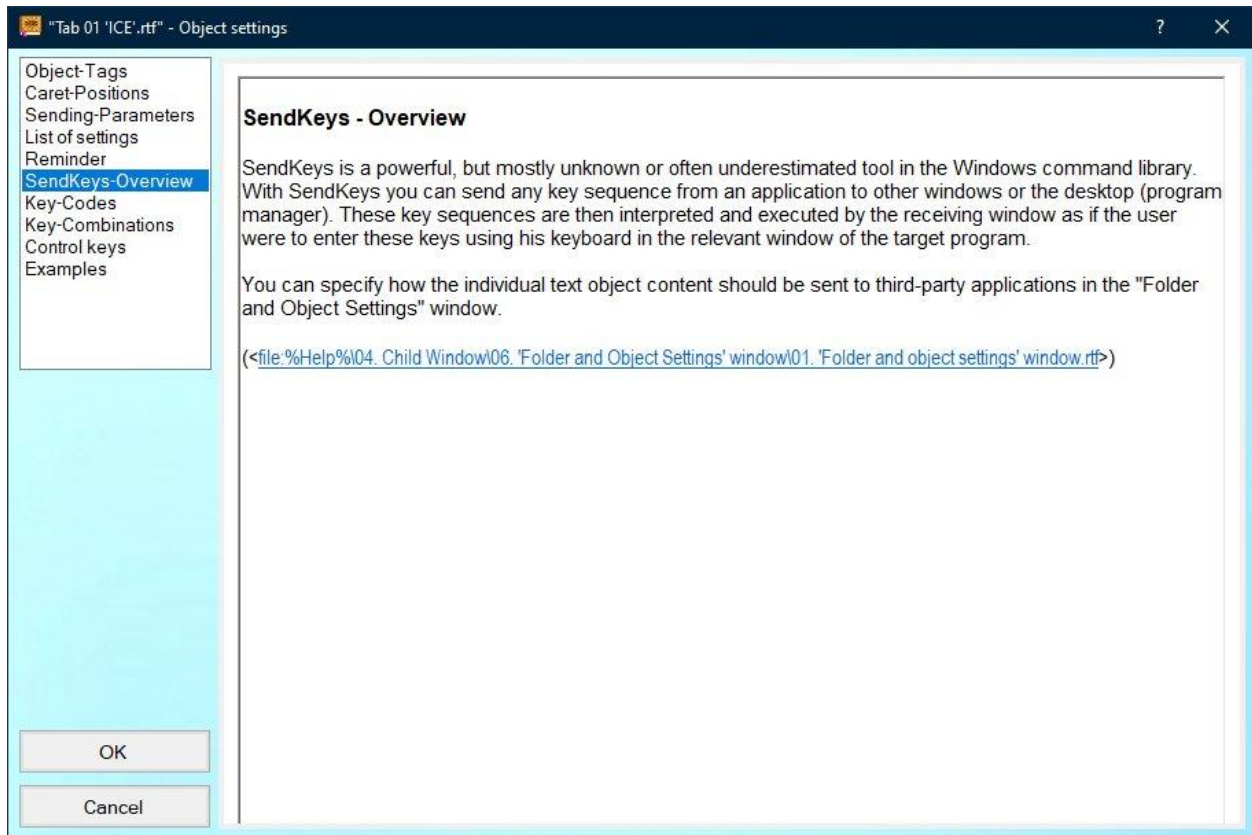 "Tab 01 'ICE'.rtf" - Object settings
? ×
Object-Tags
Caret-Positions
Sending-Parameters
List of settings
Reminder
SendKeys-Overview
Key-Codes
Key-Combinations
Control keys
Examples
SendKeys - Overview
SendKeys is a powerful, but mostly unknown or often underestimated tool in the Windows command library.
With SendKeys you can send any key sequence from an application to other windows or the desktop (program
manager). These key sequences are then interpreted and executed by the receiving window as if the user
were to enter these keys using his keyboard in the relevant window of the target program.
You can specify how the individual text object content should be sent to third-party applications in the "Folder
and Object Settings" window.
(<file:%Help%\04. Child Window\06. 'Folder and Object Settings' window\01. 'Folder and object settings' window.rtf>)
OK
Cancel